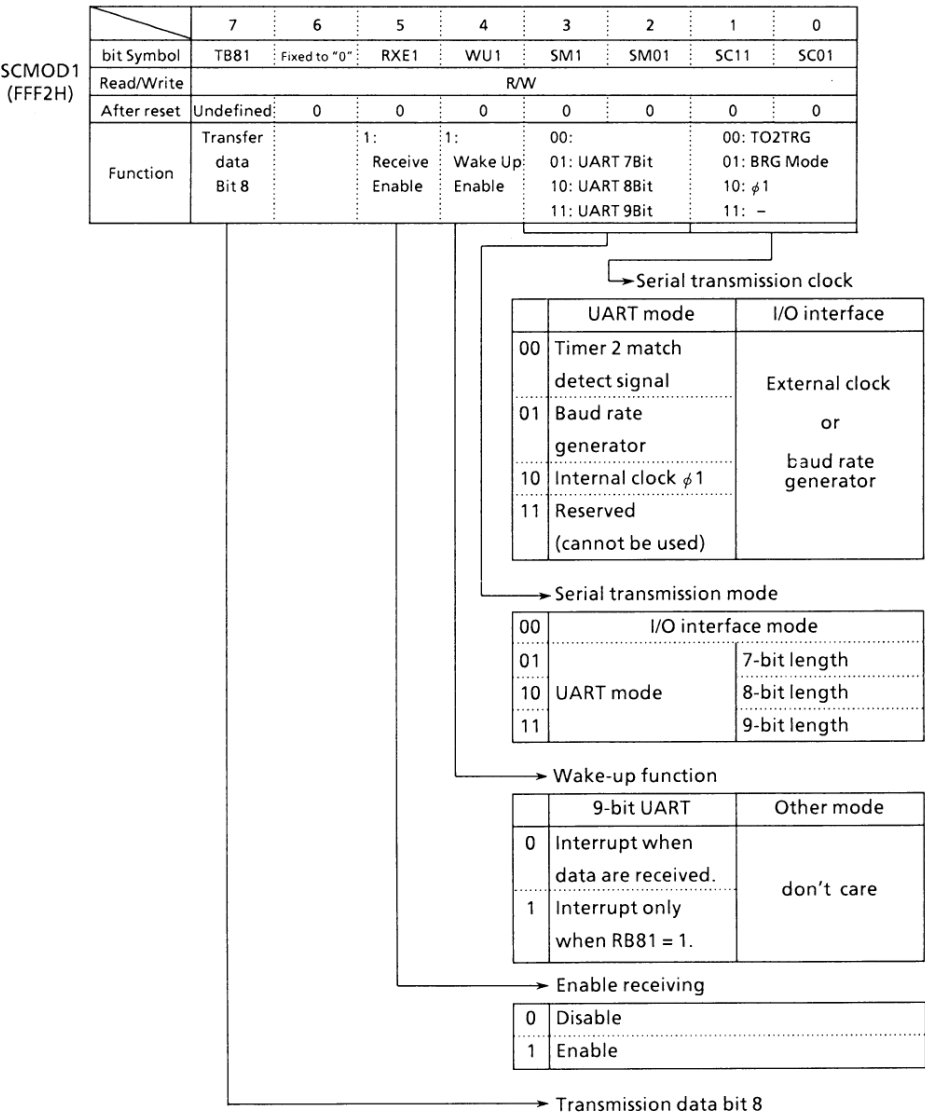 7 6 5 4 3 2 1 0
SCMOD1
(FFF2H)
bit Symbol TB81 Fixed to "0" RXE1 WU1 SM1 SM01 SC11 SC01
Read/Write R/W
After reset Undefined 0 0 0 0 0 0 0
Function
Transfer
data
Bit 8
1:
Receive
Enable
1:
Wake Up
Enable
00:
01: UART 7Bit
10: UART 8Bit
11: UART 9Bit
00: TO2TRG
01: BRG Mode
10: ϕ1
11: –
Serial transmission clock
UART mode I/O interface
00 Timer 2 match
detect signal
01 Baud rate
generator
10 Internal clock ϕ1
11 Reserved
(cannot be used)
External clock
or
baud rate
generator
Serial transmission mode
00 I/O interface mode
01 7-bit length
10 UART mode 8-bit length
11 9-bit length
Wake-up function
9-bit UART Other mode
0 Interrupt when
data are received.
1 Interrupt only
when RB81 = 1.
don't care
Enable receiving
0 Disable
1 Enable
Transmission data bit 8